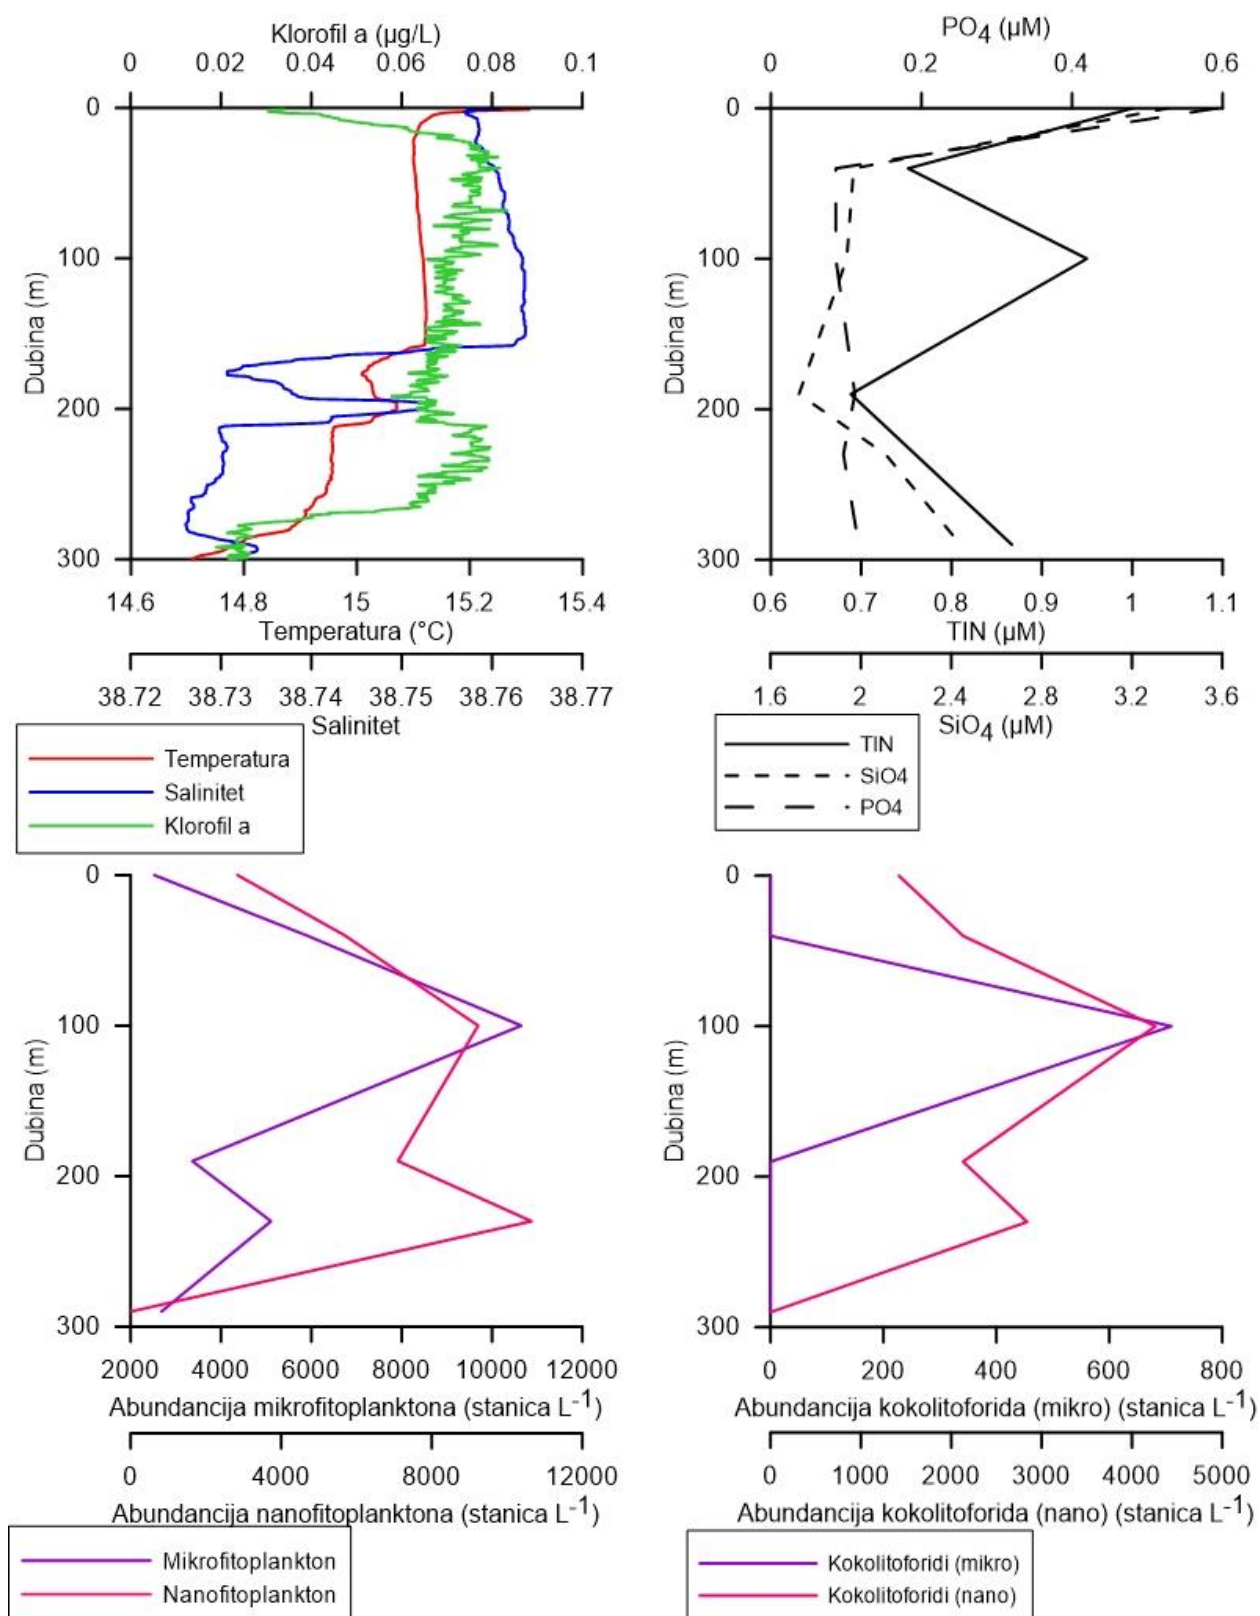 Klorofil a (µg/L)
0 0.02 0.04 0.06 0.08 0.1
0
100
200
300
Dubina (m)
14.6 14.8 15 15.2 15.4
Temperatura (°C)
38.72 38.73 38.74 38.75 38.76 38.77
Salinitet
Temperatura
Salinitet
Klorofil a
PO4 (µM)
0 0.2 0.4 0.6
0
100
200
300
Dubina (m)
0.6 0.7 0.8 0.9 1 1.1
TIN (µM)
1.6 2 2.4 2.8 3.2 3.6
SiO4 (µM)
TIN
SiO4
PO4
0
100
200
300
Dubina (m)
2000 4000 6000 8000 10000 12000
Abundancija mikrofitoplanktona (stanica L-1)
0 4000 8000 12000
Abundancija nanofitoplanktona (stanica L-1)
Mikrofitoplankton
Nanofitoplankton
0
100
200
300
Dubina (m)
0 200 400 600 800
Abundancija kokolitoforida (mikro) (stanica L-1)
0 1000 2000 3000 4000 5000
Abundancija kokolitoforida (nano) (stanica L-1)
Kokolitoforidi (mikro)
Kokolitoforidi (nano)